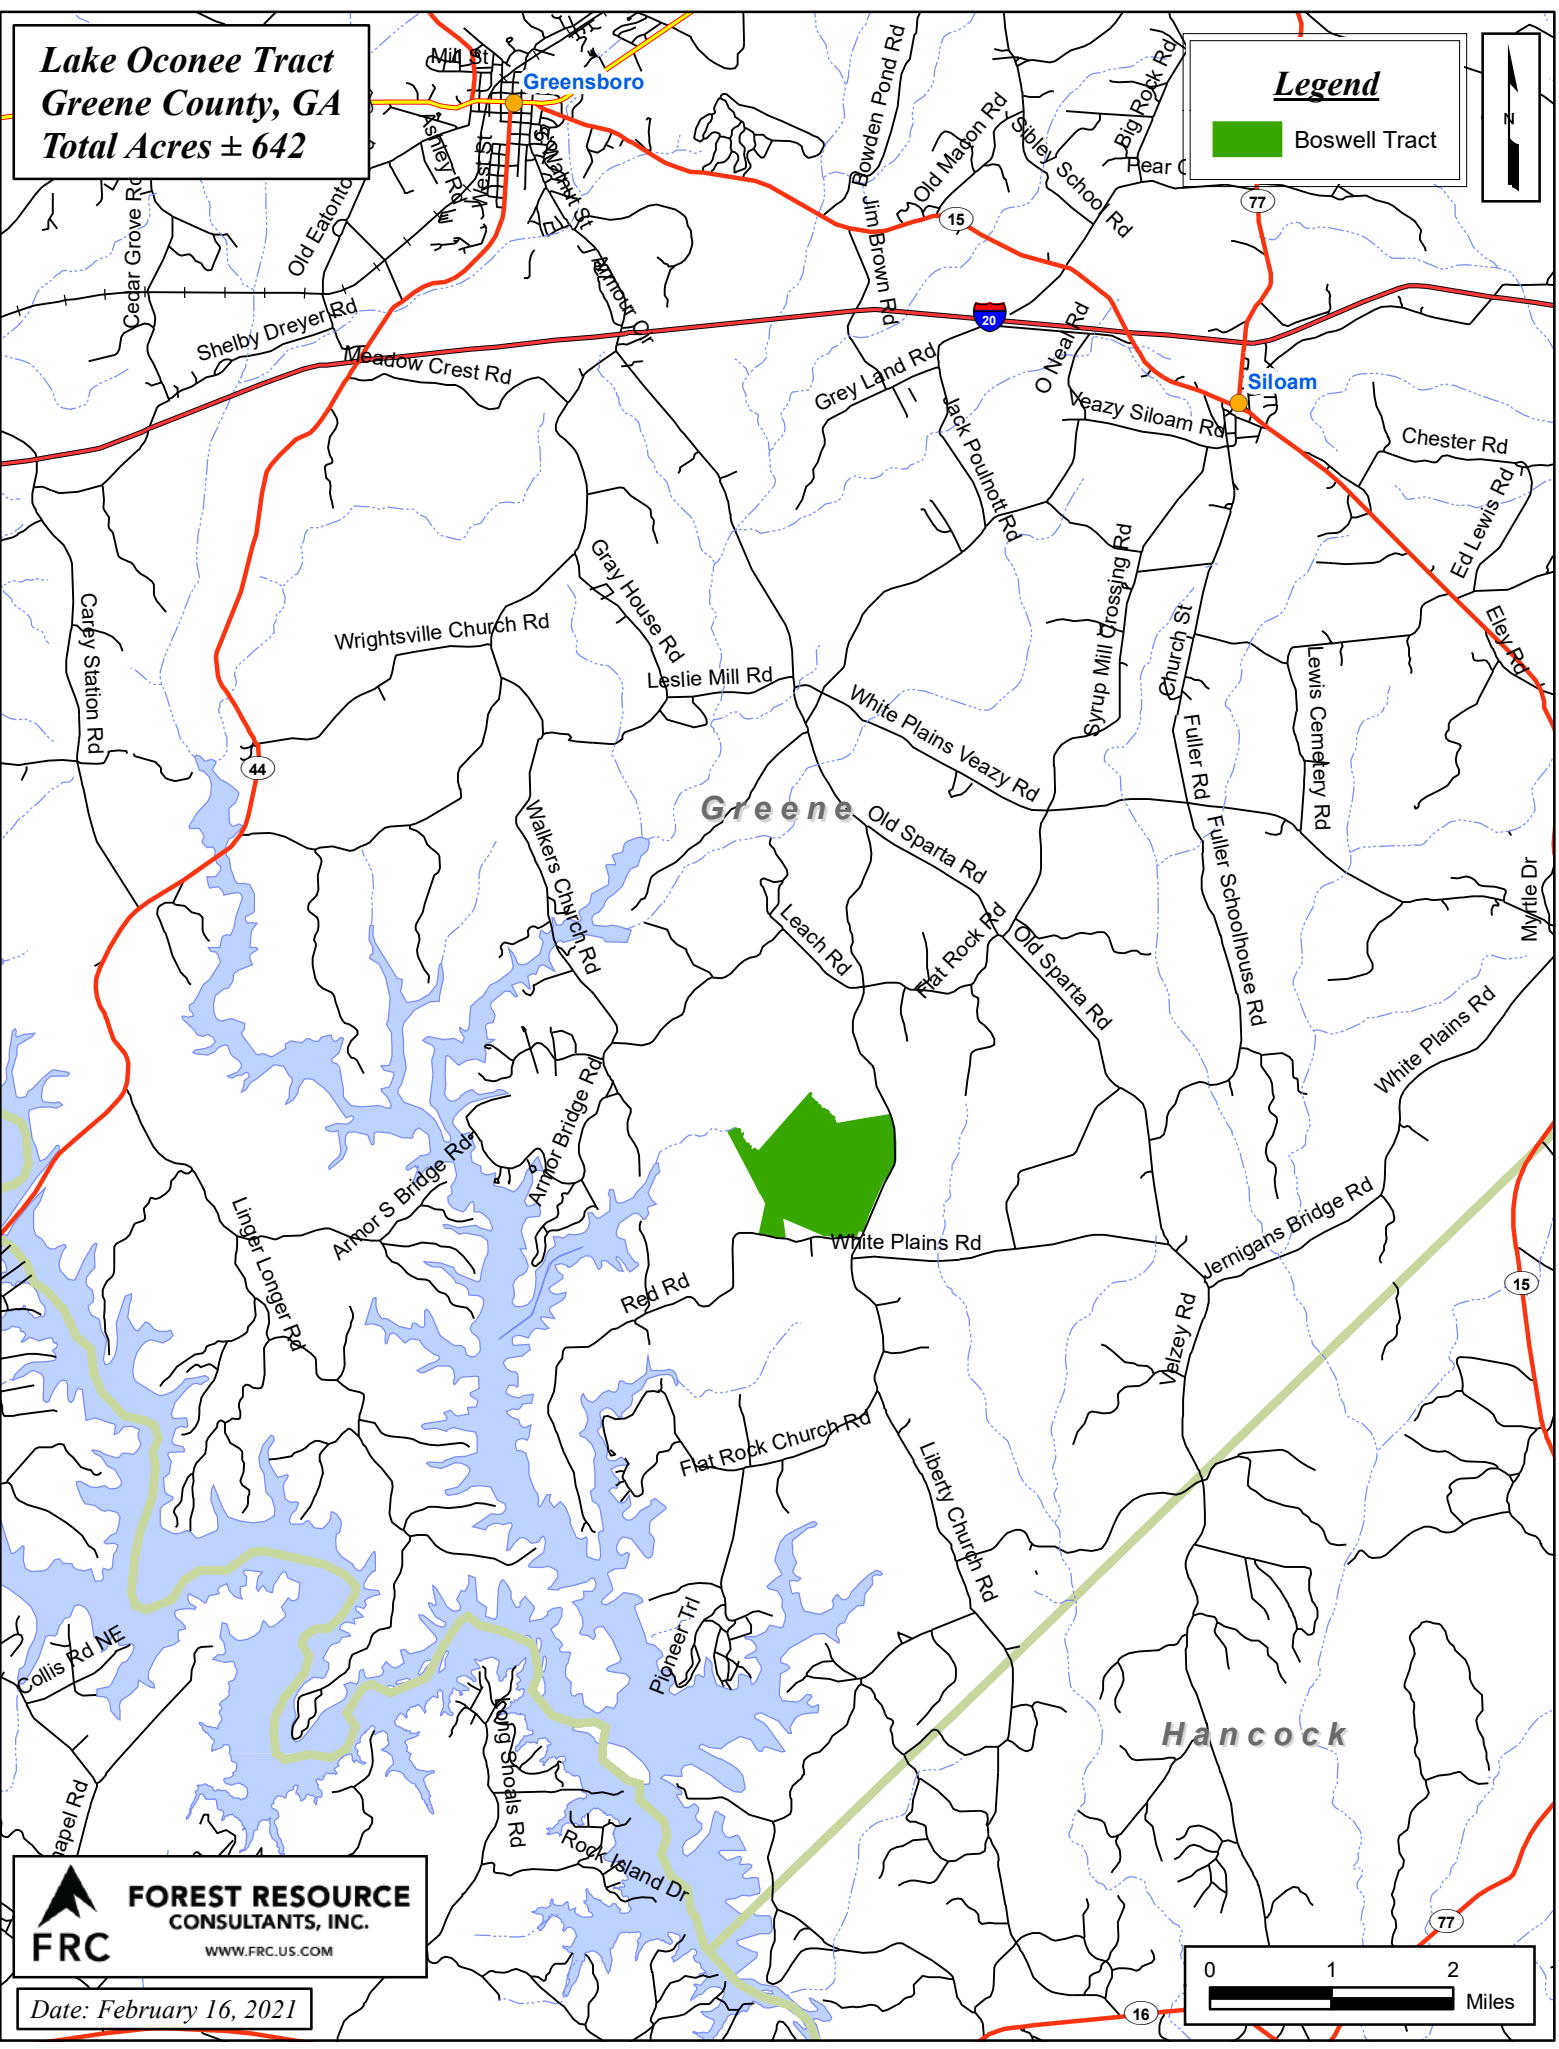 Lake Oconee Tract
Greene County, GA
Total Acres ± 642
Legend
Boswell Tract
N
Greensboro
Mill St
Ashley Rd
West St
S Walnut St
Armour Cir
Old Eatonto
Cedar Grove Rd
Shelby Dreyer Rd
Meadow Crest Rd
Bowden Pond Rd
Jim Brown Rd
Old Macon Rd
Sibley School Rd
Big Rock Rd
Pear C
15
77
20
Grey Land Rd
O Neal Rd
Siloam
Veazy Siloam Rd
Jack Poulnott Rd
Chester Rd
Ed Lewis Rd
Eley Rd
Carey Station Rd
Wrightsville Church Rd
Gray House Rd
Leslie Mill Rd
Syrup Mill Crossing Rd
Church St
Lewis Cemetery Rd
White Plains Veazy Rd
Fuller Rd
44
Greene
Walkers Church Rd
Old Sparta Rd
Fuller Schoolhouse Rd
Myrtle Dr
Leach Rd
Flat Rock Rd
Old Sparta Rd
White Plains Rd
Armor Bridge Rd
Armor S Bridge Rd
Linger Longer Rd
White Plains Rd
Jernigans Bridge Rd
Red Rd
15
Velzey Rd
Flat Rock Church Rd
Liberty Church Rd
Pioneer Trl
Collis Rd NE
Long Shoals Rd
Hancock
hapel Rd
Rock Island Dr
77
16
FRC
FOREST RESOURCE
CONSULTANTS, INC.
WWW.FRC.US.COM
Date: February 16, 2021
0 1 2
Miles